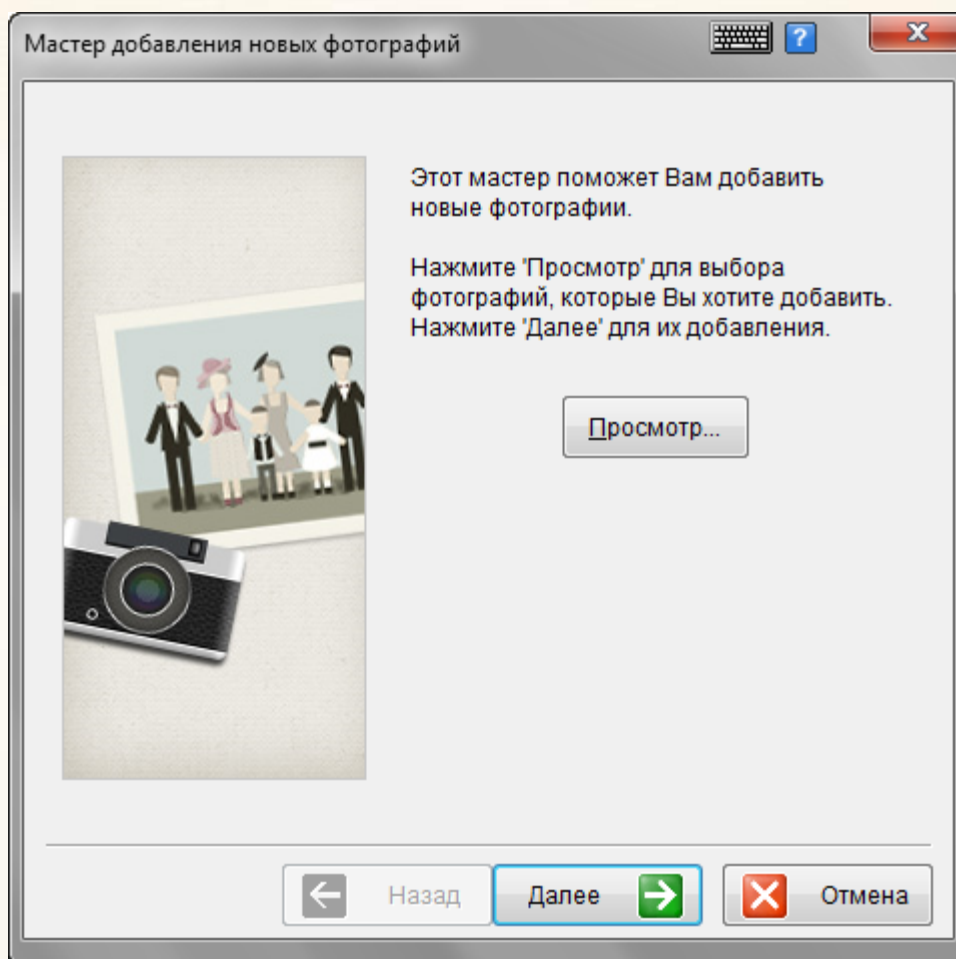 Мастер добавления новых фотографий
?
Этот мастер поможет Вам добавить
новые фотографии.
Нажмите 'Просмотр' для выбора
фотографий, которые Вы хотите добавить.
Нажмите 'Далее' для их добавления.
Просмотр...
Назад
Далее
Отмена